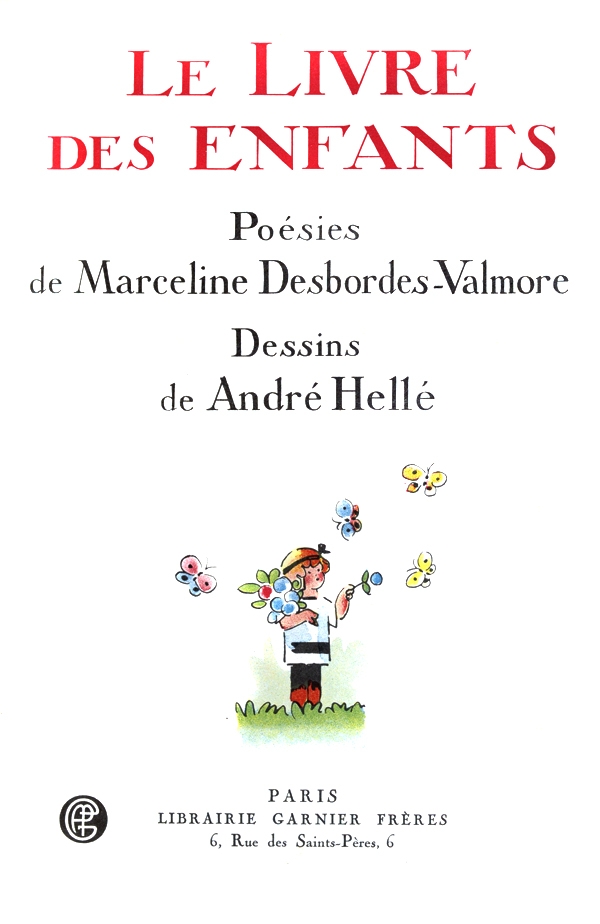 LE LIVRE
DES ENFANTS
Poésies
de Marceline Desbordes-Valmore
Dessins
de André Hellé
PARIS
LIBRAIRIE GARNIER FRÈRES
6, Rue des Saints-Pères, 6